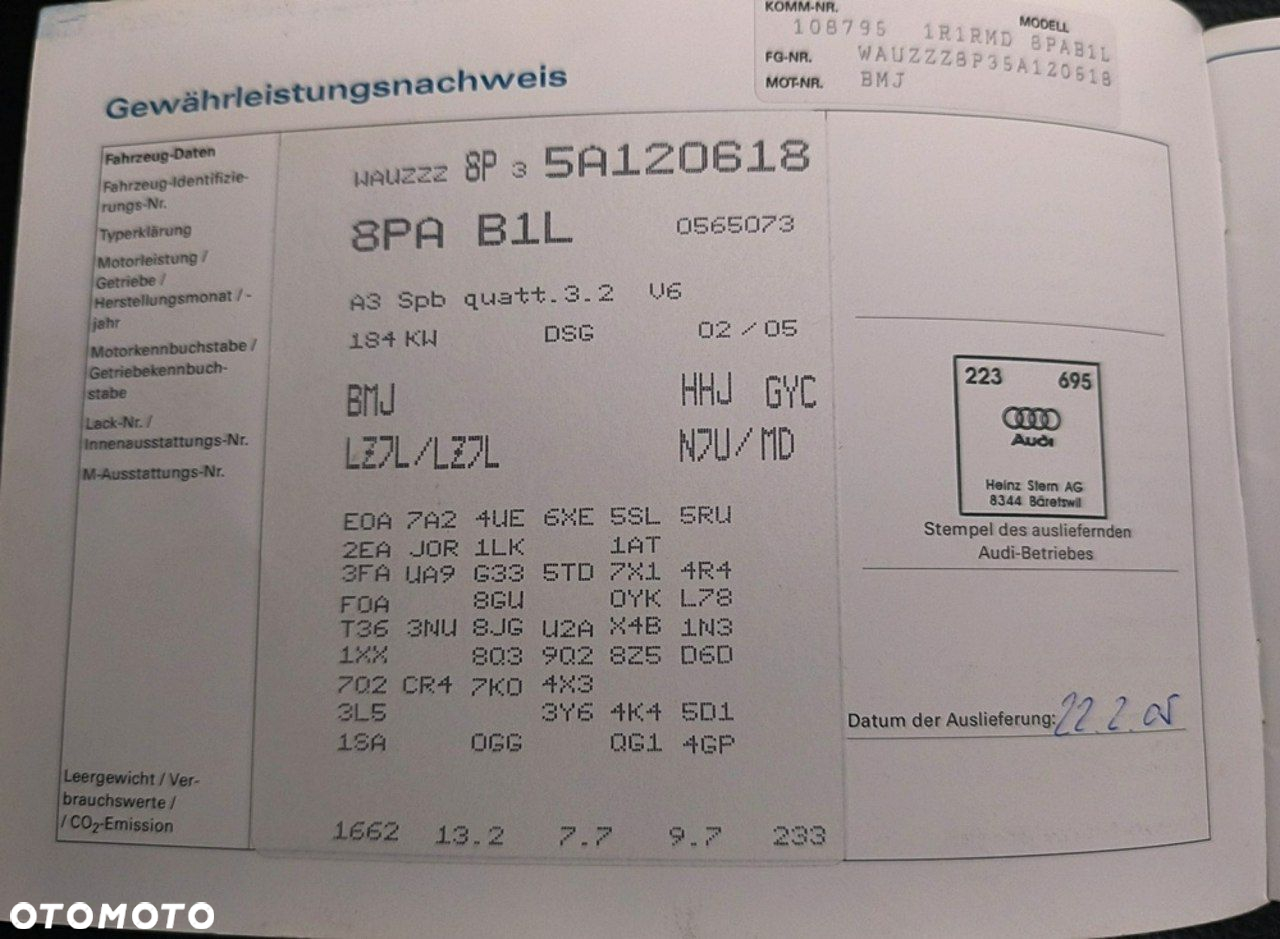 KOMM-NR.
MODELL
108795 1R1RMD 8PAB1L
FG-NR. WAUZZZ8P35A120618
MOT-NR. BMJ
Gewährleistungsnachweis
Fahrzeug-Daten
Fahrzeug-Identifizie-
rungs-Nr.
WAUZZZ 8P 3 5A120618
Typerklärung
8PA B1L 0565073
Motorleistung /
Getriebe /
Herstellungsmonat / -
jahr
A3 Spb quatt.3.2 V6
184 KW DSG 02 / 05
Motorkennbuchstabe /
Getriebekennbuch-
stabe
BMJ HHJ GYC
Lack-Nr. /
Innenausstattungs-Nr.
LZ7L/LZ7L N7U/MD
M-Ausstattungs-Nr.
E0A 7A2 4UE 6XE 5SL 5RU
2EA J0R 1LK 1AT
3FA UA9 G33 5TD 7X1 4R4
F0A 8GU 0YK L78
T36 3NU 8JG U2A X4B 1N3
1XX 8Q3 9Q2 8Z5 D6D
7Q2 CR4 7K0 4X3
3L5 3Y6 4K4 5D1
1SA 0GG QG1 4GP
Leergewicht / Ver-
brauchswerte /
/ CO2-Emission
1662 13.2 7.7 9.7 233
223 695
Audi
Heinz Stern AG
8344 Bäretswil
Stempel des ausliefernden
Audi-Betriebes
Datum der Auslieferung: 22.2.05
OTOMOTO